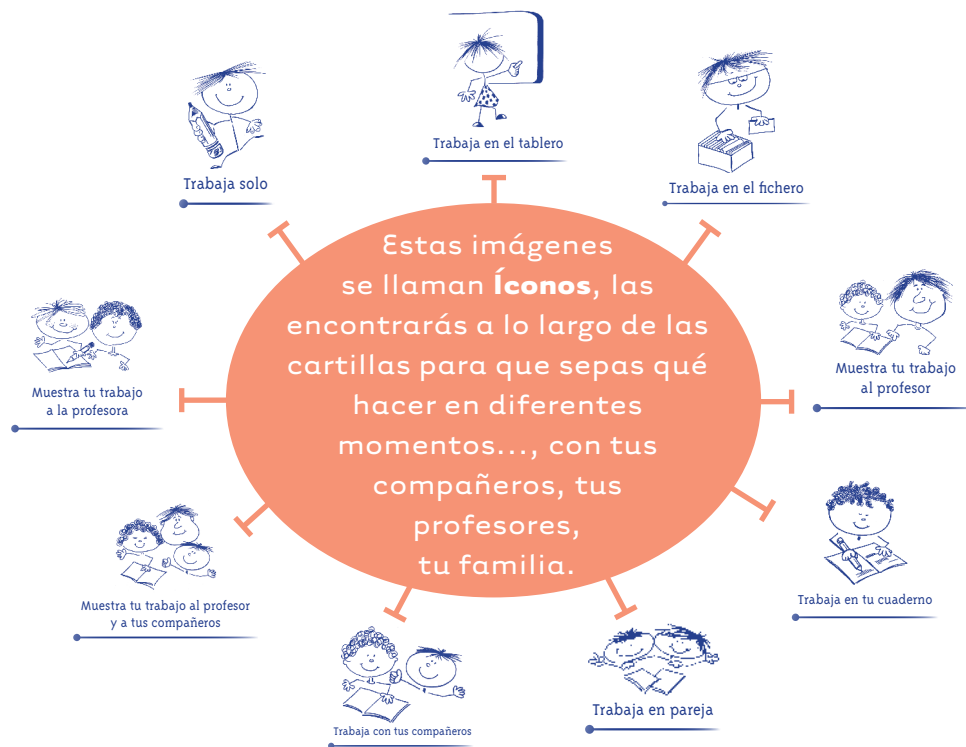 Trabaja solo
Trabaja en el tablero
Trabaja en el fichero
Estas imágenes
se llaman Íconos, las
encontrarás a lo largo de las
cartillas para que sepas qué
hacer en diferentes
momentos..., con tus
compañeros, tus
profesores,
tu familia.
Muestra tu trabajo
a la profesora
Muestra tu trabajo
al profesor
Muestra tu trabajo al profesor
y a tus compañeros
Trabaja en tu cuaderno
Trabaja con tus compañeros
Trabaja en pareja